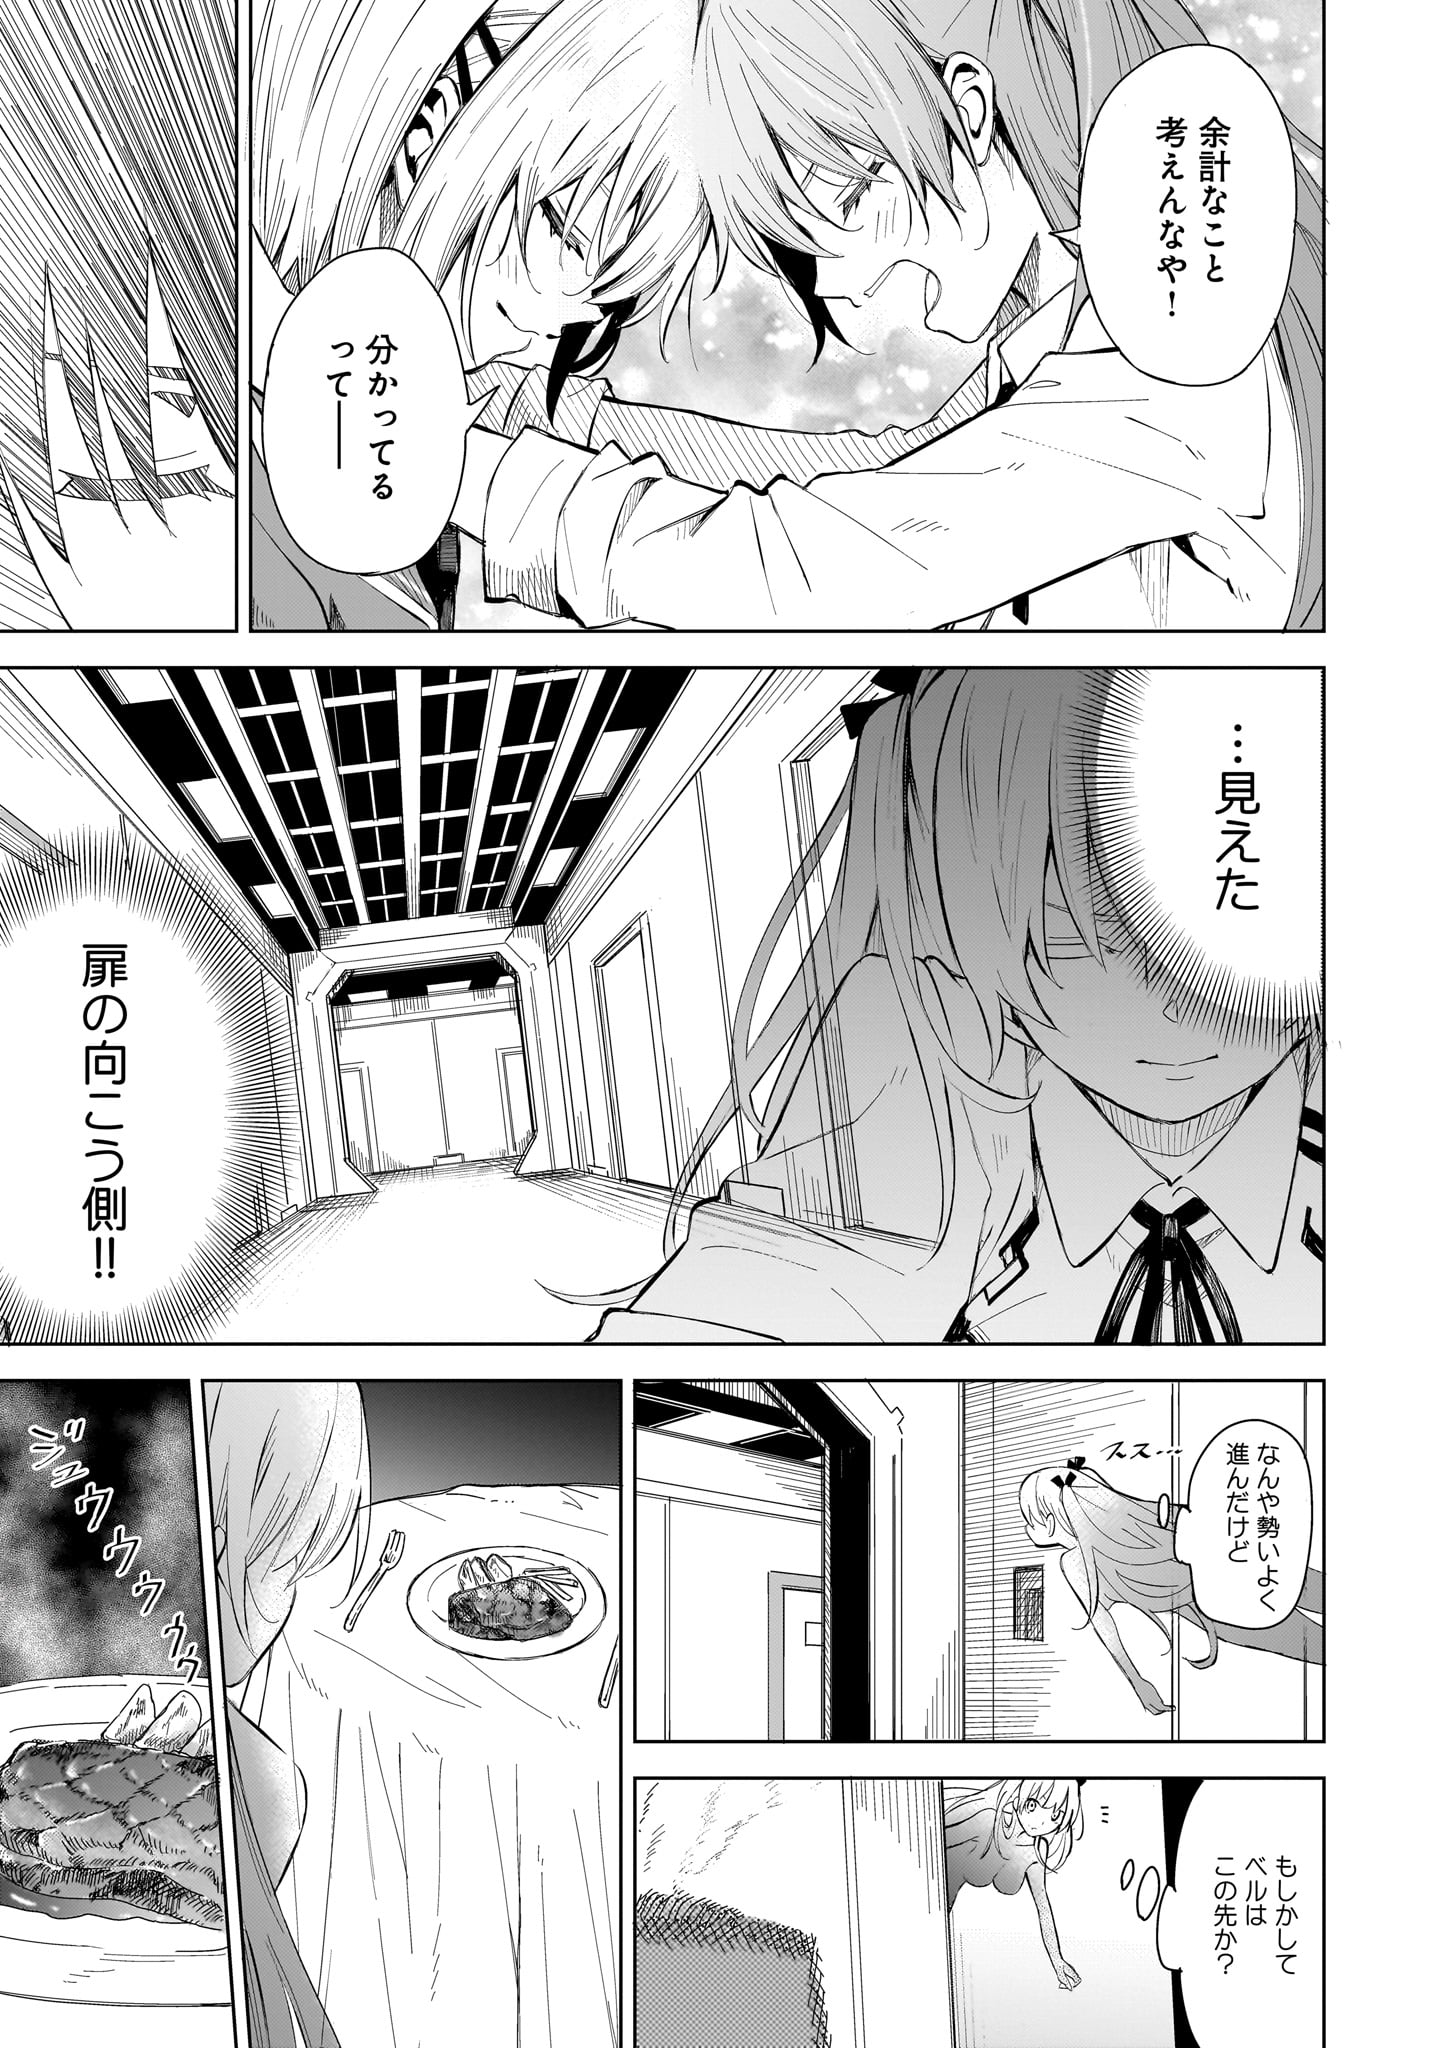 余計なこと
考えんなや！
分かってる
って――
…見えた
扉の向こう側!!
なんや勢いよく
進んだけど
スス…
もしかして
ベルは
この先か？
ジュウウウウゥゥ